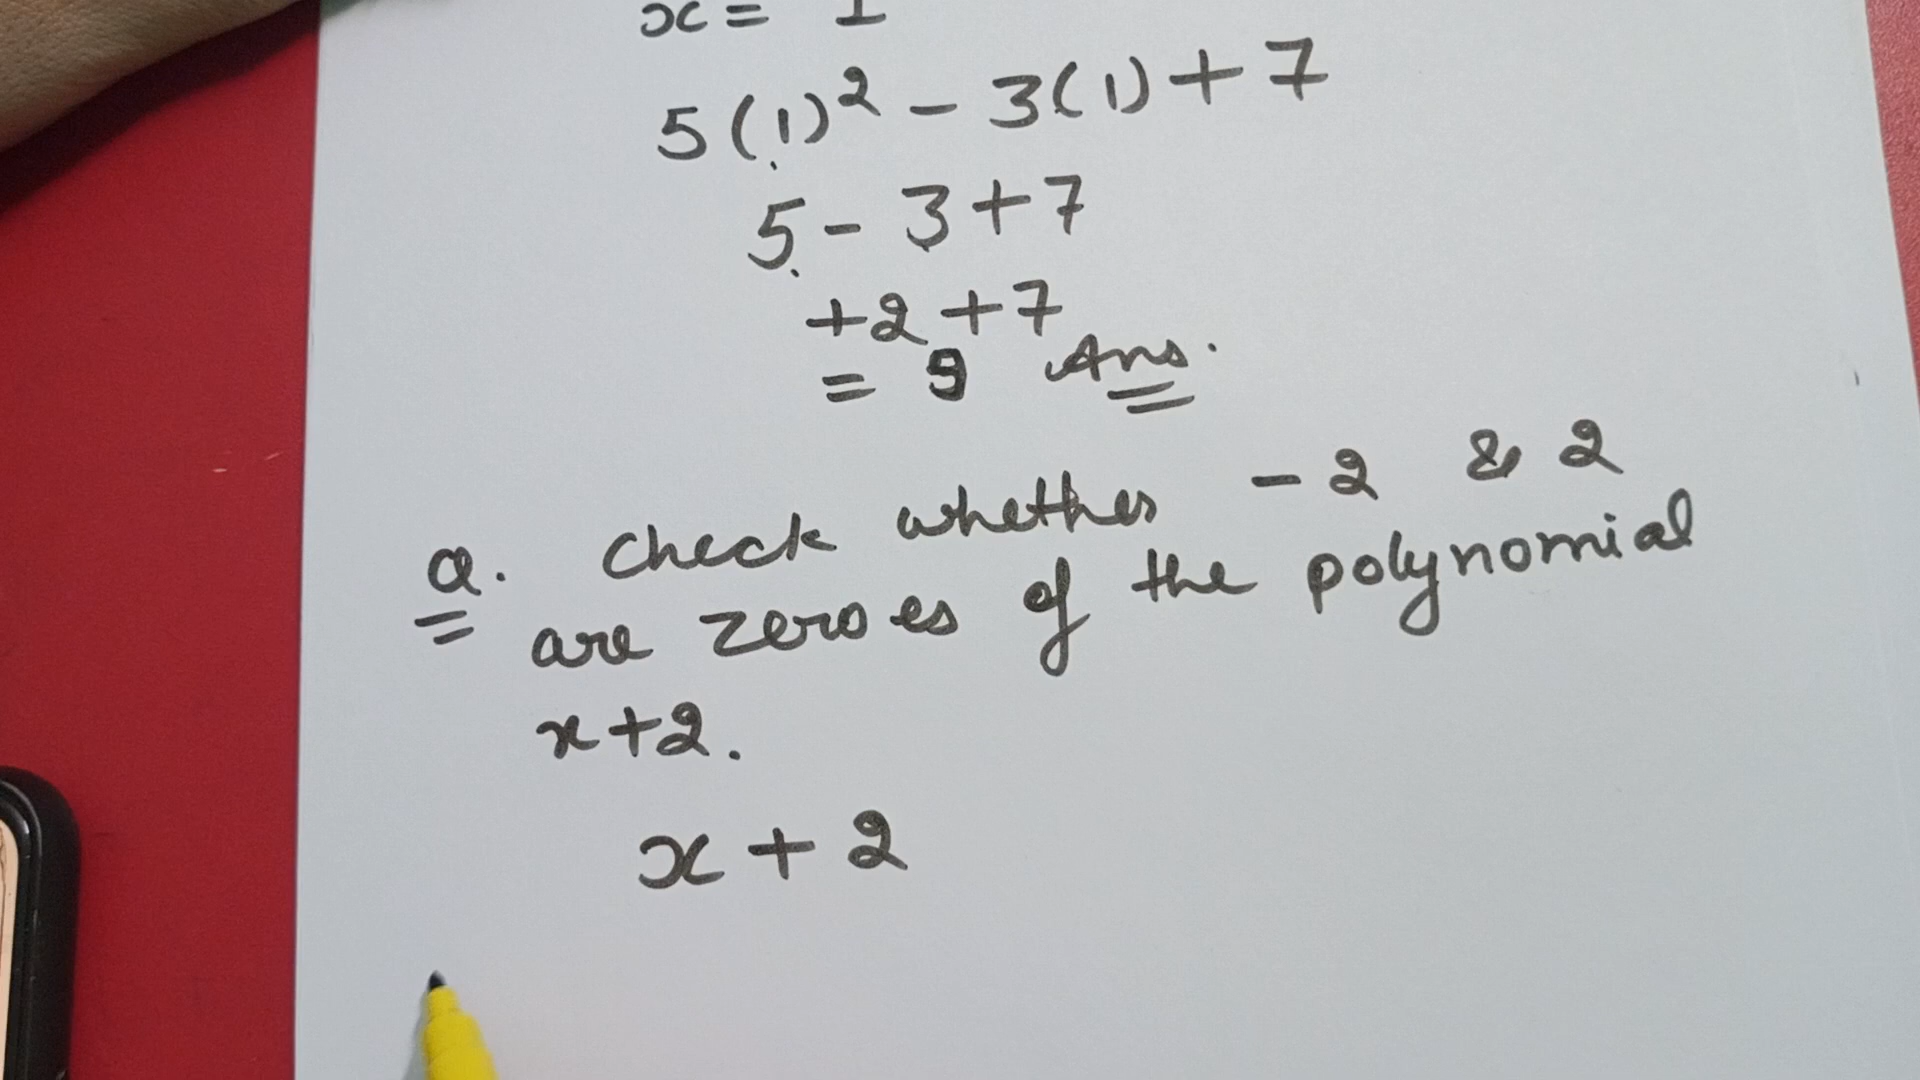 x = 1
5(1)² - 3(1) + 7
5 - 3 + 7
+2 + 7
= 9 Ans.
Q. Check whether - 2 & 2
are zeroes of the polynomial
x+2.
x + 2